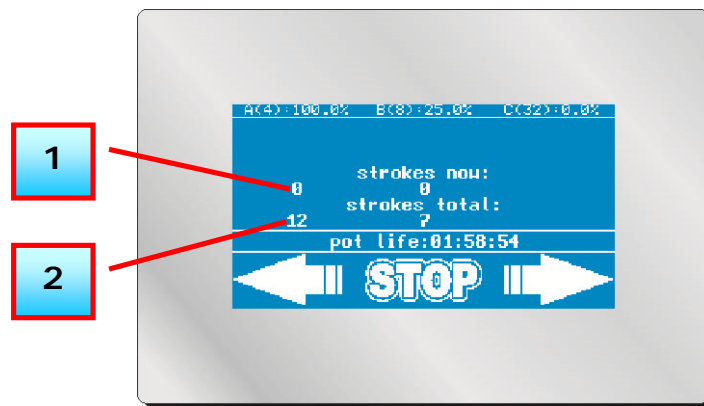 A(4):100.0% B(8):25.0% C(32):0.0%
1
strokes now:
0 0
strokes total:
12 7
2
pot life:01:58:54
STOP